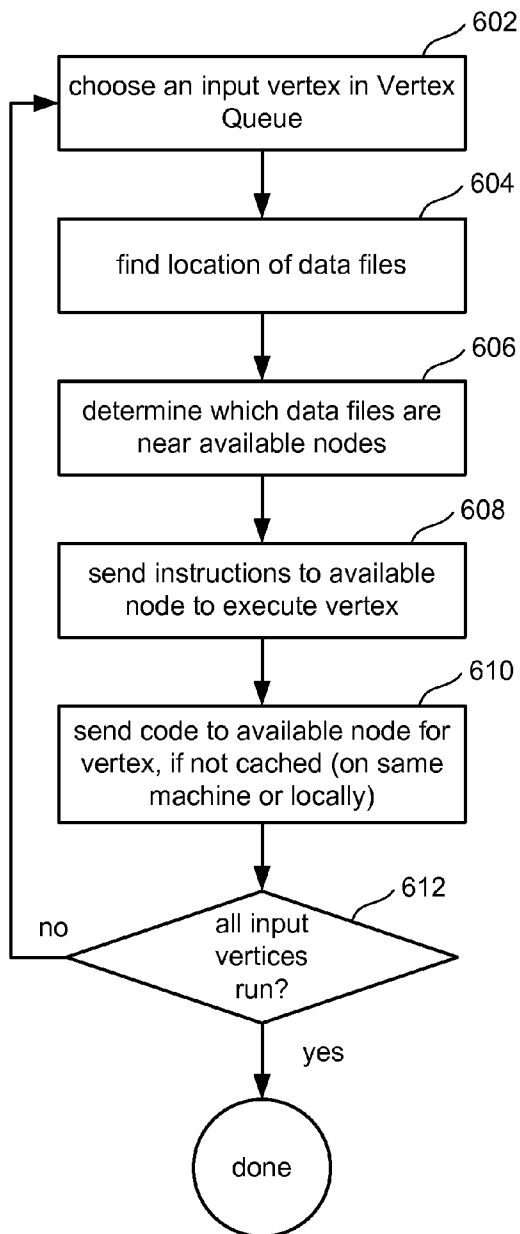 602
choose an input vertex in Vertex
Queue
604
find location of data files
606
determine which data files are
near available nodes
608
send instructions to available
node to execute vertex
610
send code to available node for
vertex, if not cached (on same
machine or locally)
612
no
all input
vertices
run?
yes
done